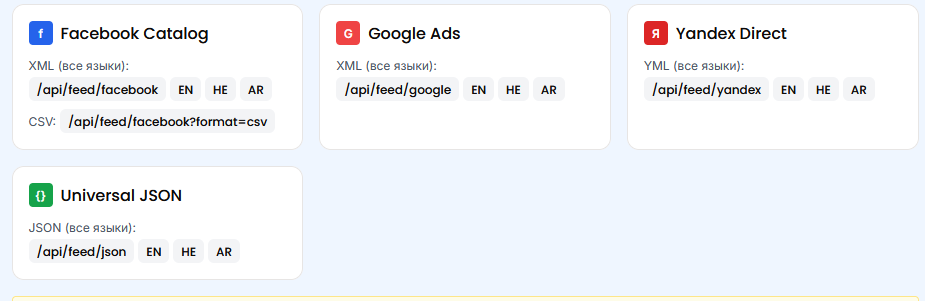 f Facebook Catalog
XML (все языки):
/api/feed/facebook EN HE AR
CSV: /api/feed/facebook?format=csv
G Google Ads
XML (все языки):
/api/feed/google EN HE AR
Я Yandex Direct
YML (все языки):
/api/feed/yandex EN HE AR
{} Universal JSON
JSON (все языки):
/api/feed/json EN HE AR